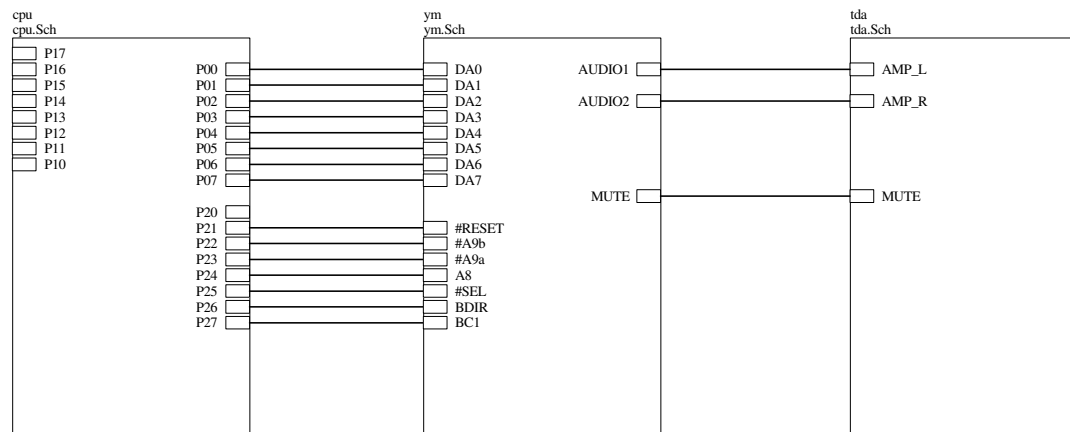 cpu
cpu.Sch
P17
P16
P15
P14
P13
P12
P11
P10
P00
P01
P02
P03
P04
P05
P06
P07
P20
P21
P22
P23
P24
P25
P26
P27
ym
ym.Sch
DA0
DA1
DA2
DA3
DA4
DA5
DA6
DA7
#RESET
#A9b
#A9a
A8
#SEL
BDIR
BC1
AUDIO1
AUDIO2
MUTE
tda
tda.Sch
AMP_L
AMP_R
MUTE